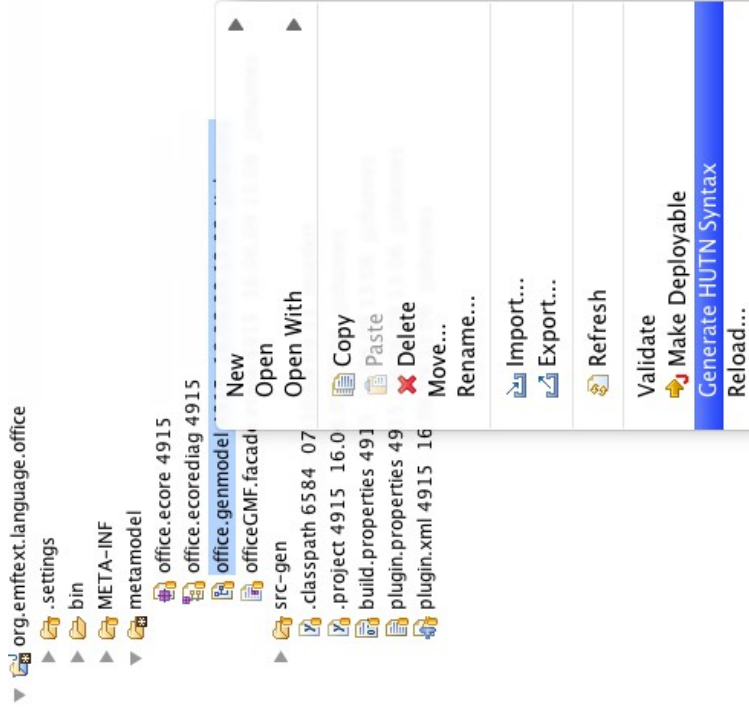 org.emftext.language.office
.settings
bin
META-INF
metamodel
office.ecore 4915
office.ecorediag 4915
office.genmodel
officeGMF.facade
src-gen
.classpath 6584 07
.project 4915 16.0
build.properties 491
plugin.properties 49
plugin.xml 4915 16
New
Open
Open With
Copy
Paste
Delete
Move...
Rename...
Import...
Export...
Refresh
Validate
Make Deployable
Generate HUTN Syntax
Reload...